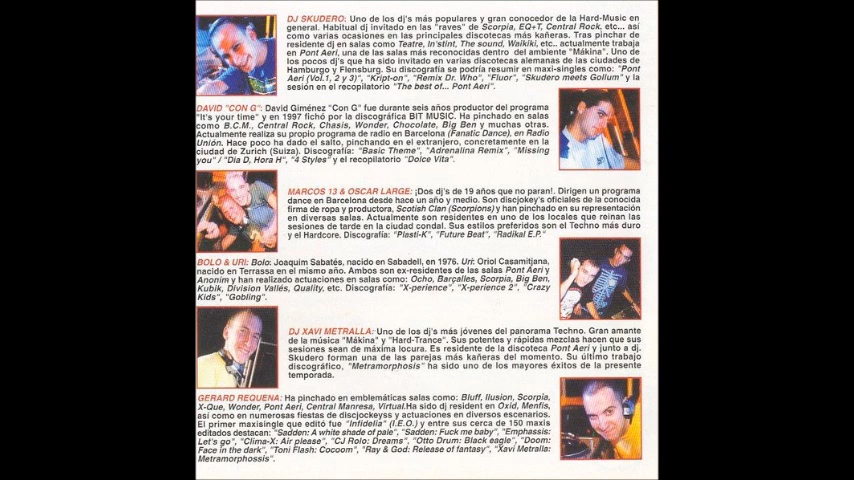 DJ SKUDERO: Uno de los dj's más populares y gran conocedor de la Hard-Music en
general. Habitual dj invitado en las "raves" de Scorpia, EQ+T, Central Rock, etc... así
como varias ocasiones en las principales discotecas más kañeras. Tras pinchar de
residente dj en salas como Teatre, In'stint, The sound, Waikiki, etc.. actualmente trabaja
en Pont Aeri, una de las salas más reconocidas dentro del ambiente "Mákina". Uno de
los pocos dj's que ha sido invitado en varias discotecas alemanas de las ciudades de
Hamburgo y Flensburg. Su discografía se podría resumir en maxi-singles como: "Pont
Aeri (Vol.1, 2 y 3)", "Kript-on", "Remix Dr. Who", "Fluor", "Skudero meets Gollum" y la
sesión en el recopilatorio "The best of... Pont Aeri".
DAVID "CON G": David Giménez "Con G" fue durante seis años productor del programa
"It's your time" y en 1997 fichó por la discográfica BIT MUSIC. Ha pinchado en salas
como B.C.M., Central Rock, Chasis, Wonder, Chocolate, Big Ben y muchas otras.
Actualmente realiza su propio programa de radio en Barcelona (Fanatic Dance), en Radio
Unión. Hace poco ha dado el salto, pinchando en el extranjero, concretamente en la
ciudad de Zurich (Suiza). Discografía: "Basic Theme", "Adrenalina Remix", "Missing
you" / "Dia D, Hora H", "4 Styles" y el recopilatorio "Dolce Vita".
MARCOS 13 & OSCAR LARGE: ¡Dos dj's de 19 años que no paran!. Dirigen un programa
dance en Barcelona desde hace un año y medio. Son discjokey's oficiales de la conocida
firma de ropa y productora, Scotish Clan (Scorpions) y han pinchado en su representación
en diversas salas. Actualmente son residentes en uno de los locales que reinan las
sesiones de tarde en la ciudad condal. Sus estilos preferidos son el Techno más duro
y el Hardcore. Discografía: "Plasti-K", "Future Beat", "Radikal E.P."
BOLO & URI: Bolo: Joaquim Sabatés, nacido en Sabadell, en 1976. Uri: Oriol Casamitjana,
nacido en Terrassa en el mismo año. Ambos son ex-residentes de las salas Pont Aeri y
Anonim y han realizado actuaciones en salas como: Ocho, Barçalles, Scorpia, Big Ben,
Kubik, Division Vallés, Quality, etc. Discografía: "X-perience", "X-perience 2", "Crazy
Kids", "Gobling".
DJ XAVI METRALLA: Uno de los dj's más jóvenes del panorama Techno. Gran amante
de la música "Mákina" y "Hard-Trance". Sus potentes y rápidas mezclas hacen que sus
sesiones sean de máxima locura. Es residente de la discoteca Pont Aeri y junto a dj.
Skudero forman una de las parejas más kañeras del momento. Su último trabajo
discográfico, "Metamorphosis" ha sido uno de los mayores éxitos de la presente
temporada.
GERARD REQUENA: Ha pinchado en emblemáticas salas como: Bluff, Ilusion, Scorpia,
X-Que, Wonder, Pont Aeri, Central Manresa, Virtual.Ha sido dj resident en Oxid, Menfis,
así como en numerosas fiestas de discjockeyss y actuaciones en diversos escenarios.
El primer maxisingle que editó fue "Infidelia" (I.E.O.) y entre sus cerca de 150 maxis
editados destacan: "Sadden: A white shade of pale", "Sadden: Fuck me baby", "Emphassis:
Let's go", "Clima-X: Air please", "CJ Rolo: Dreams", "Otto Drum: Black eagle", "Doom:
Face in the dark", "Toni Flash: Cocoom", "Ray & God: Release of fantasy", "Xavi Metralla:
Metramorphossis".